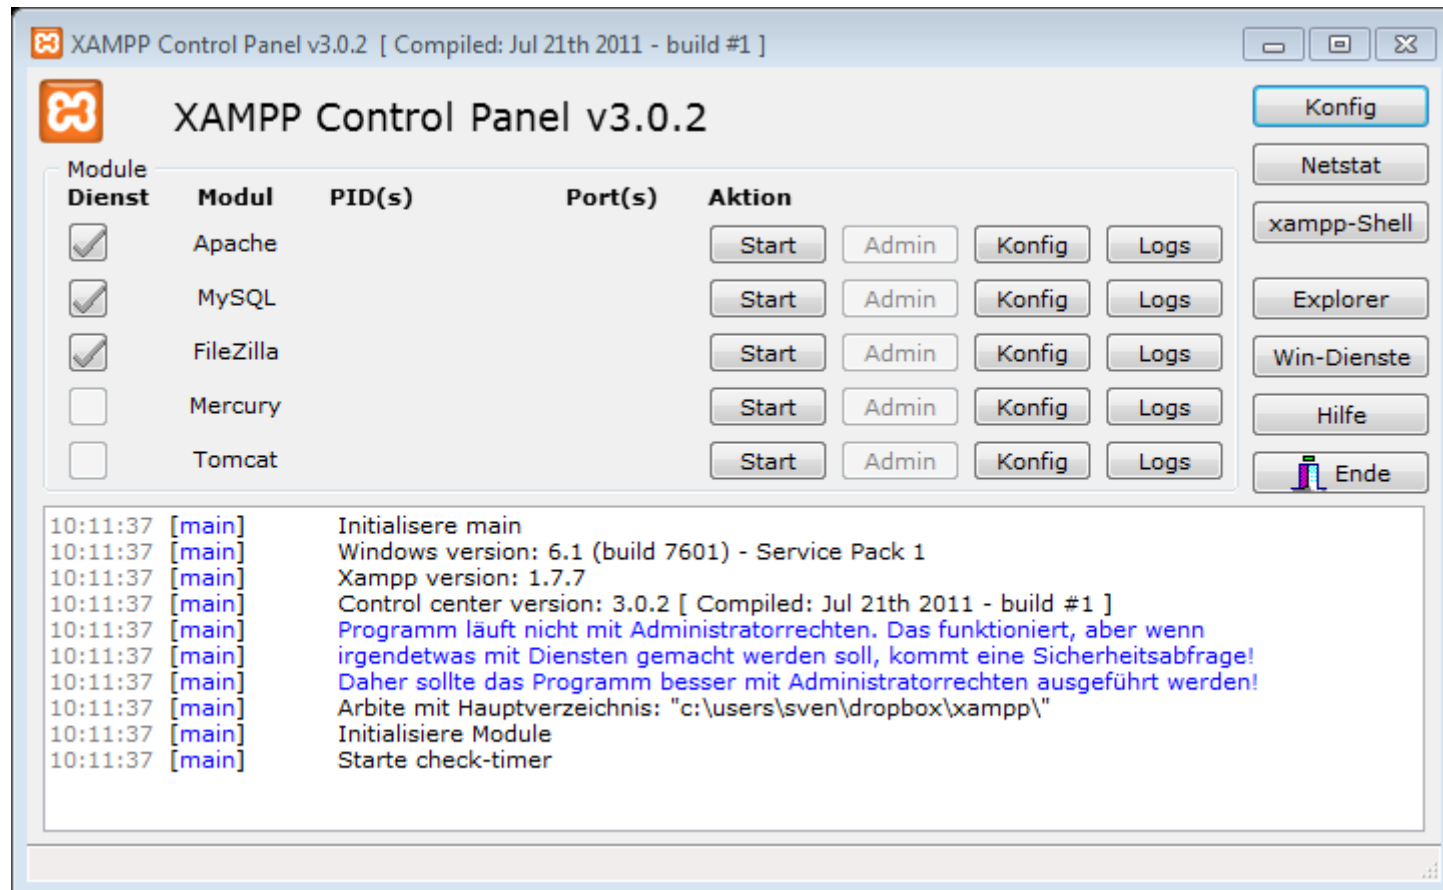 XAMPP Control Panel v3.0.2 [ Compiled: Jul 21th 2011 - build #1 ]
XAMPP Control Panel v3.0.2
Konfig
Netstat
xampp-Shell
Explorer
Win-Dienste
Hilfe
Ende
Module
Dienst Modul PID(s) Port(s) Aktion
Apache Start Admin Konfig Logs
MySQL Start Admin Konfig Logs
FileZilla Start Admin Konfig Logs
Mercury Start Admin Konfig Logs
Tomcat Start Admin Konfig Logs
10:11:37 [main] Initialisere main
10:11:37 [main] Windows version: 6.1 (build 7601) - Service Pack 1
10:11:37 [main] Xampp version: 1.7.7
10:11:37 [main] Control center version: 3.0.2 [ Compiled: Jul 21th 2011 - build #1 ]
10:11:37 [main] Programm läuft nicht mit Administratorrechten. Das funktioniert, aber wenn
10:11:37 [main] irgendetwas mit Diensten gemacht werden soll, kommt eine Sicherheitsabfrage!
10:11:37 [main] Daher sollte das Programm besser mit Administratorrechten ausgeführt werden!
10:11:37 [main] Arbite mit Hauptverzeichnis: "c:\users\sven\dropbox\xampp\"
10:11:37 [main] Initialisiere Module
10:11:37 [main] Starte check-timer